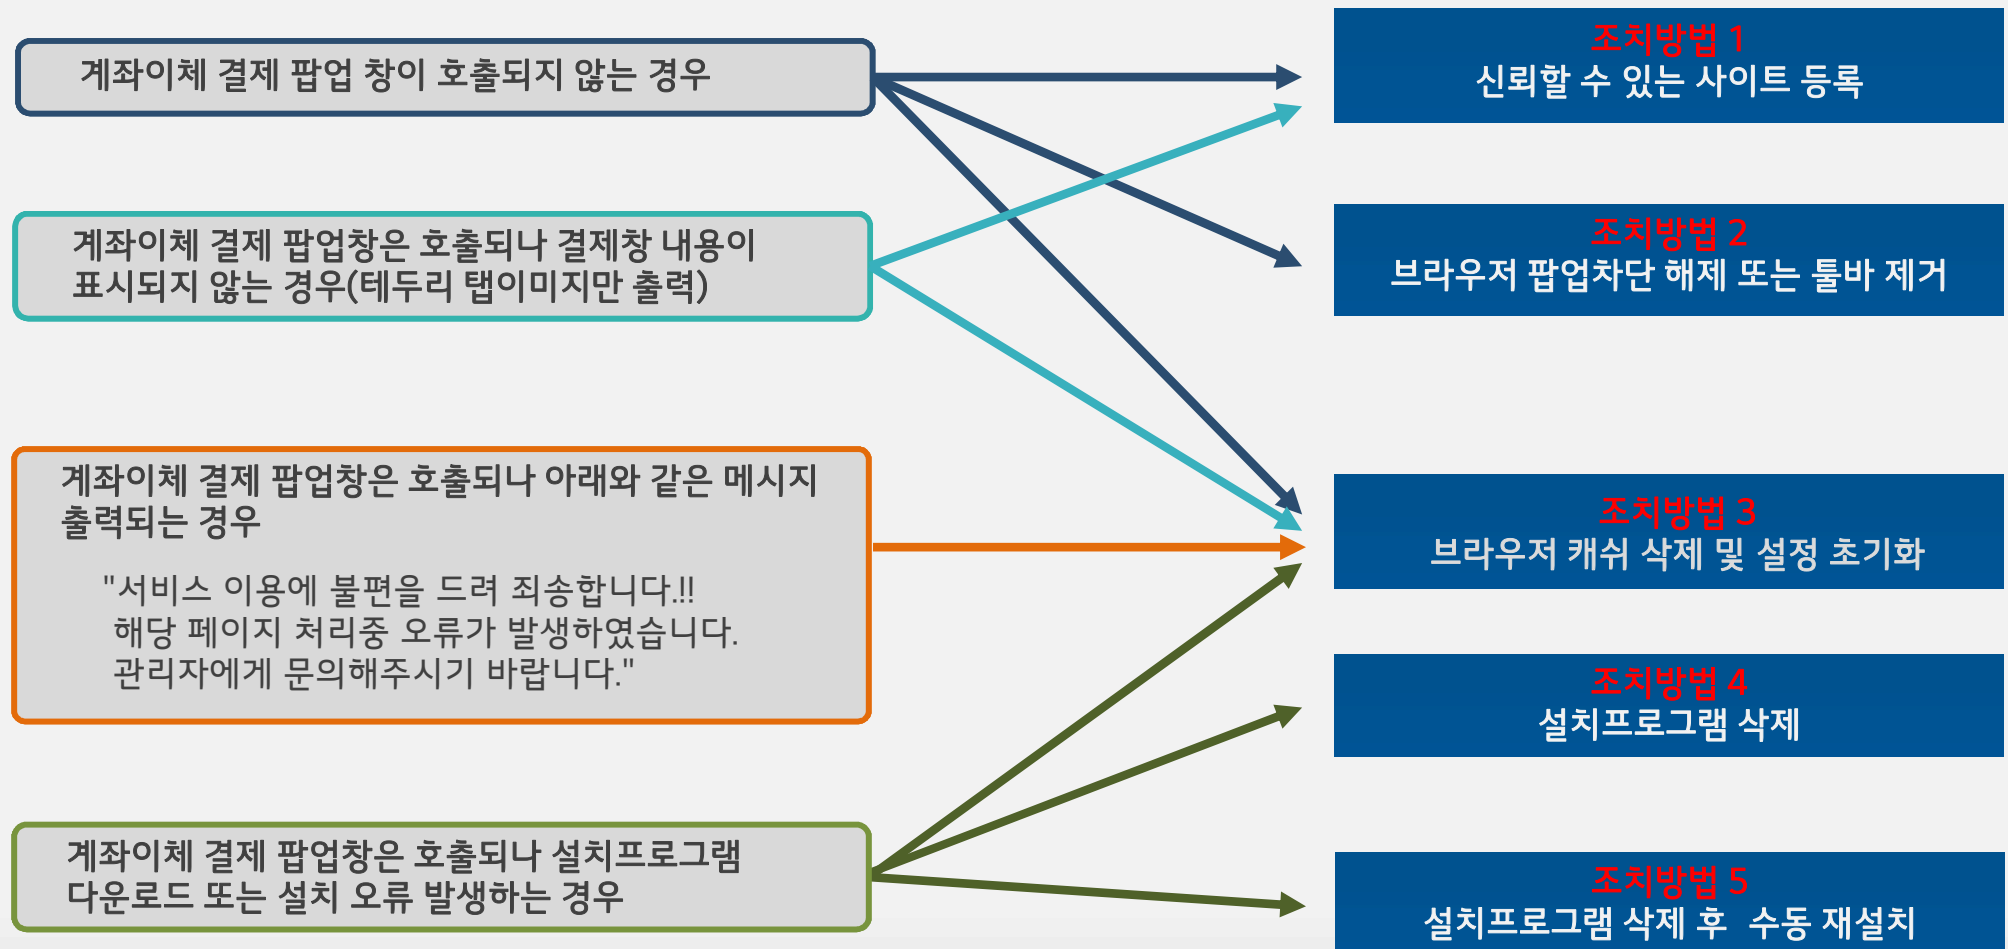 계좌이체 결제 팝업 창이 호출되지 않는 경우
계좌이체 결제 팝업창은 호출되나 결제창 내용이
표시되지 않는 경우(테두리 탭이미지만 출력)
계좌이체 결제 팝업창은 호출되나 아래와 같은 메시지
출력되는 경우
"서비스 이용에 불편을 드려 죄송합니다.!!
해당 페이지 처리중 오류가 발생하였습니다.
관리자에게 문의해주시기 바랍니다."
계좌이체 결제 팝업창은 호출되나 설치프로그램
다운로드 또는 설치 오류 발생하는 경우
조치방법 1
신뢰할 수 있는 사이트 등록
조치방법 2
브라우저 팝업차단 해제 또는 툴바 제거
조치방법 3
브라우저 캐쉬 삭제 및 설정 초기화
조치방법 4
설치프로그램 삭제
조치방법 5
설치프로그램 삭제 후 수동 재설치